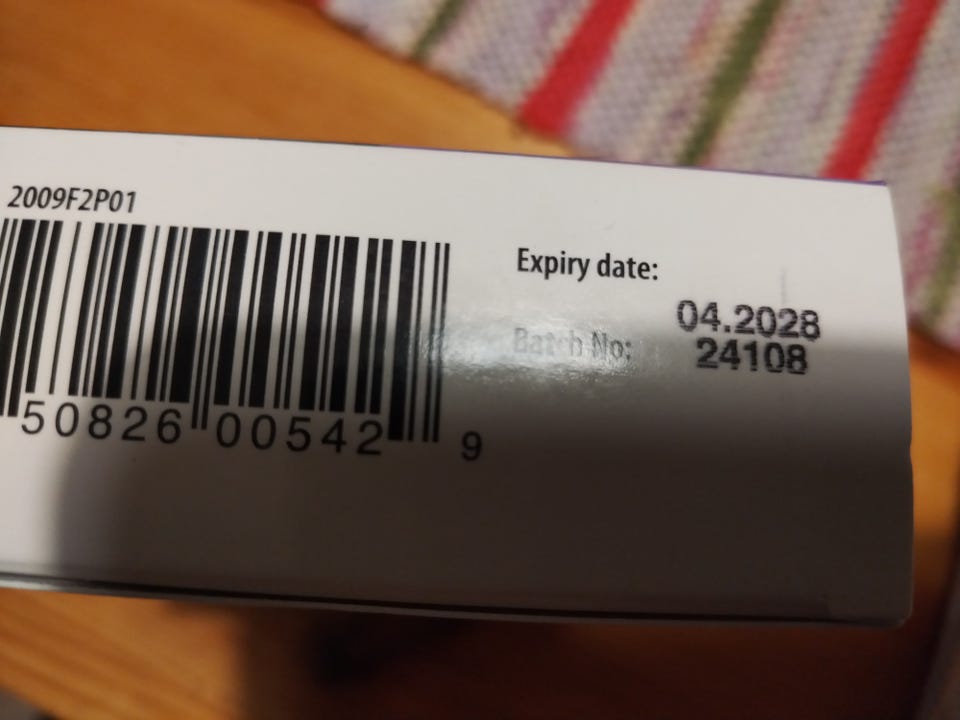 2009F2P01
50826 00542 9
Expiry date: 04.2028
Batch No: 24108